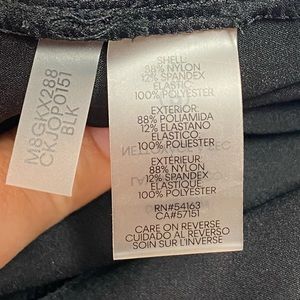 M8GKX288
CKJOP0151
BLK
SHELL:
88% NYLON
12% SPANDEX
ELASTIC:
100% POLYESTER
EXTERIOR:
88% POLIAMIDA
12% ELASTANO
ELASTICO:
100% POLIESTER
EXTÉRIEUR:
88% NYLON
12% SPANDEX
ELASTIQUE:
100% POLYESTER
RN#54163
CA#57151
CARE ON REVERSE
CUIDADO AL REVERSO
SOIN SUR L'INVERSE